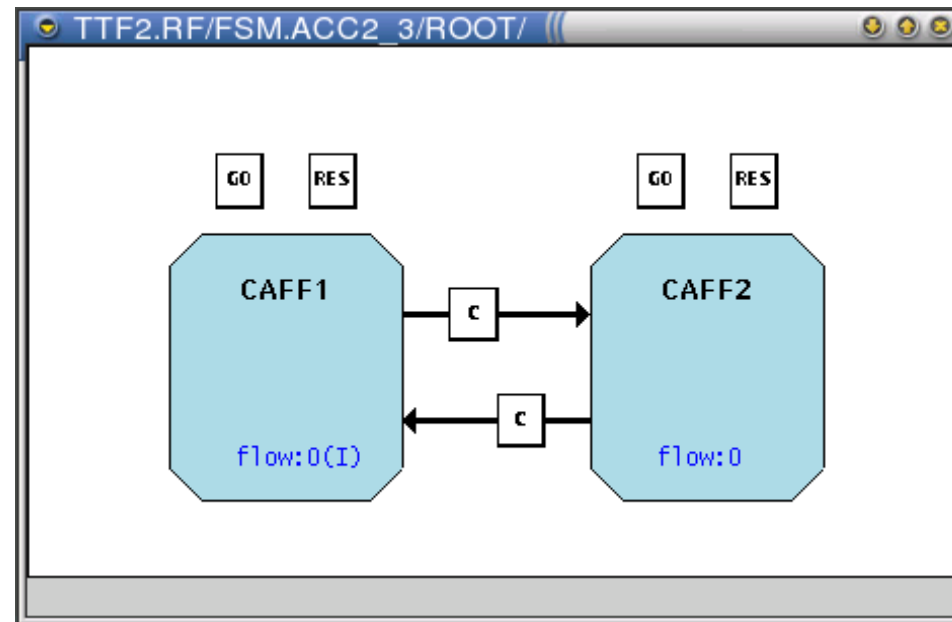 TTF2.RF/FSM.ACC2_3/ROOT/
GO RES GO RES
CAFF1 CAFF2
C
C
flow:0(I) flow:0